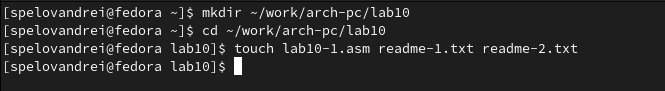 [spelovandrei@fedora ~]$ mkdir ~/work/arch-pc/lab10
[spelovandrei@fedora ~]$ cd ~/work/arch-pc/lab10
[spelovandrei@fedora lab10]$ touch lab10-1.asm readme-1.txt readme-2.txt
[spelovandrei@fedora lab10]$